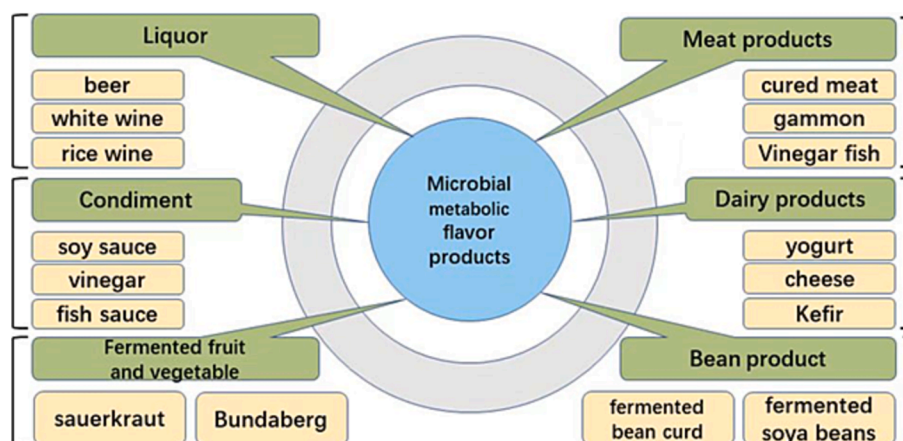 Liquor
beer
white wine
rice wine
Condiment
soy sauce
vinegar
fish sauce
Fermented fruit
and vegetable
sauerkraut
Bundaberg
Microbial
metabolic
flavor
products
Meat products
cured meat
gammon
Vinegar fish
Dairy products
yogurt
cheese
Kefir
Bean product
fermented
bean curd
fermented
soya beans